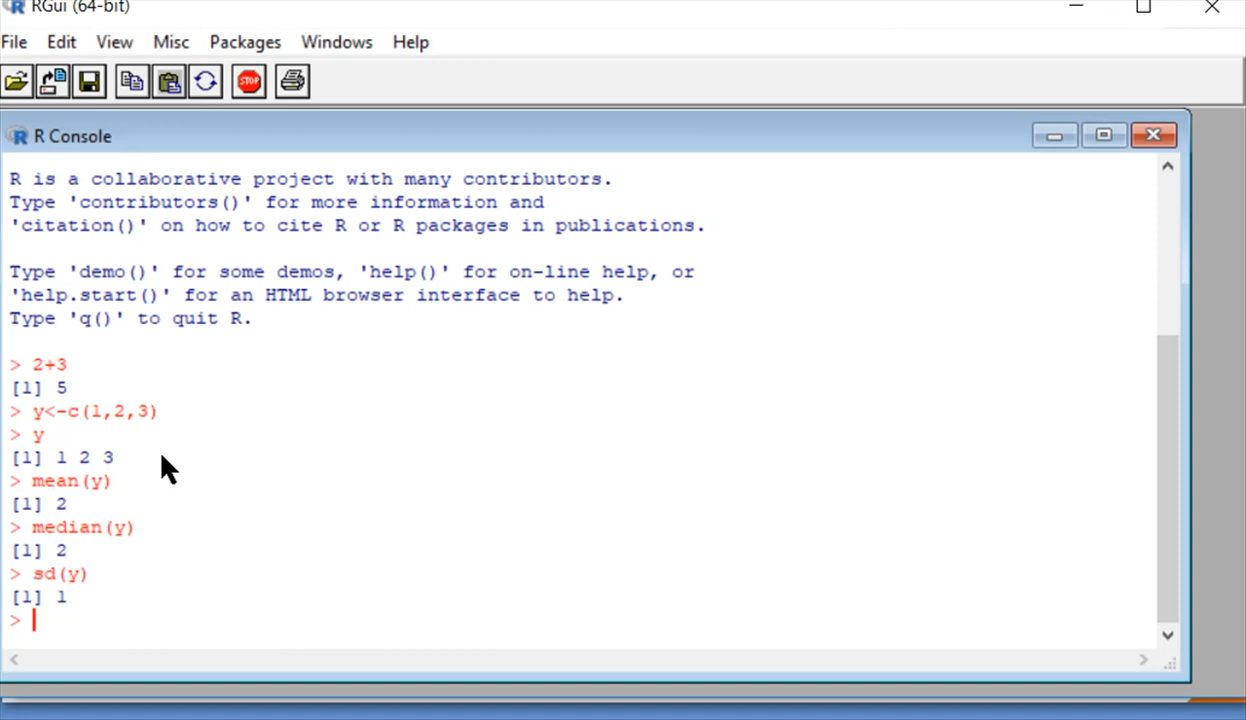 RGui (64-bit)
File Edit View Misc Packages Windows Help
STOP
R Console
R is a collaborative project with many contributors.
Type 'contributors()' for more information and
'citation()' on how to cite R or R packages in publications.
Type 'demo()' for some demos, 'help()' for on-line help, or
'help.start()' for an HTML browser interface to help.
Type 'q()' to quit R.
> 2+3
[1] 5
> y<-c(1,2,3)
> y
[1] 1 2 3
> mean(y)
[1] 2
> median(y)
[1] 2
> sd(y)
[1] 1
>